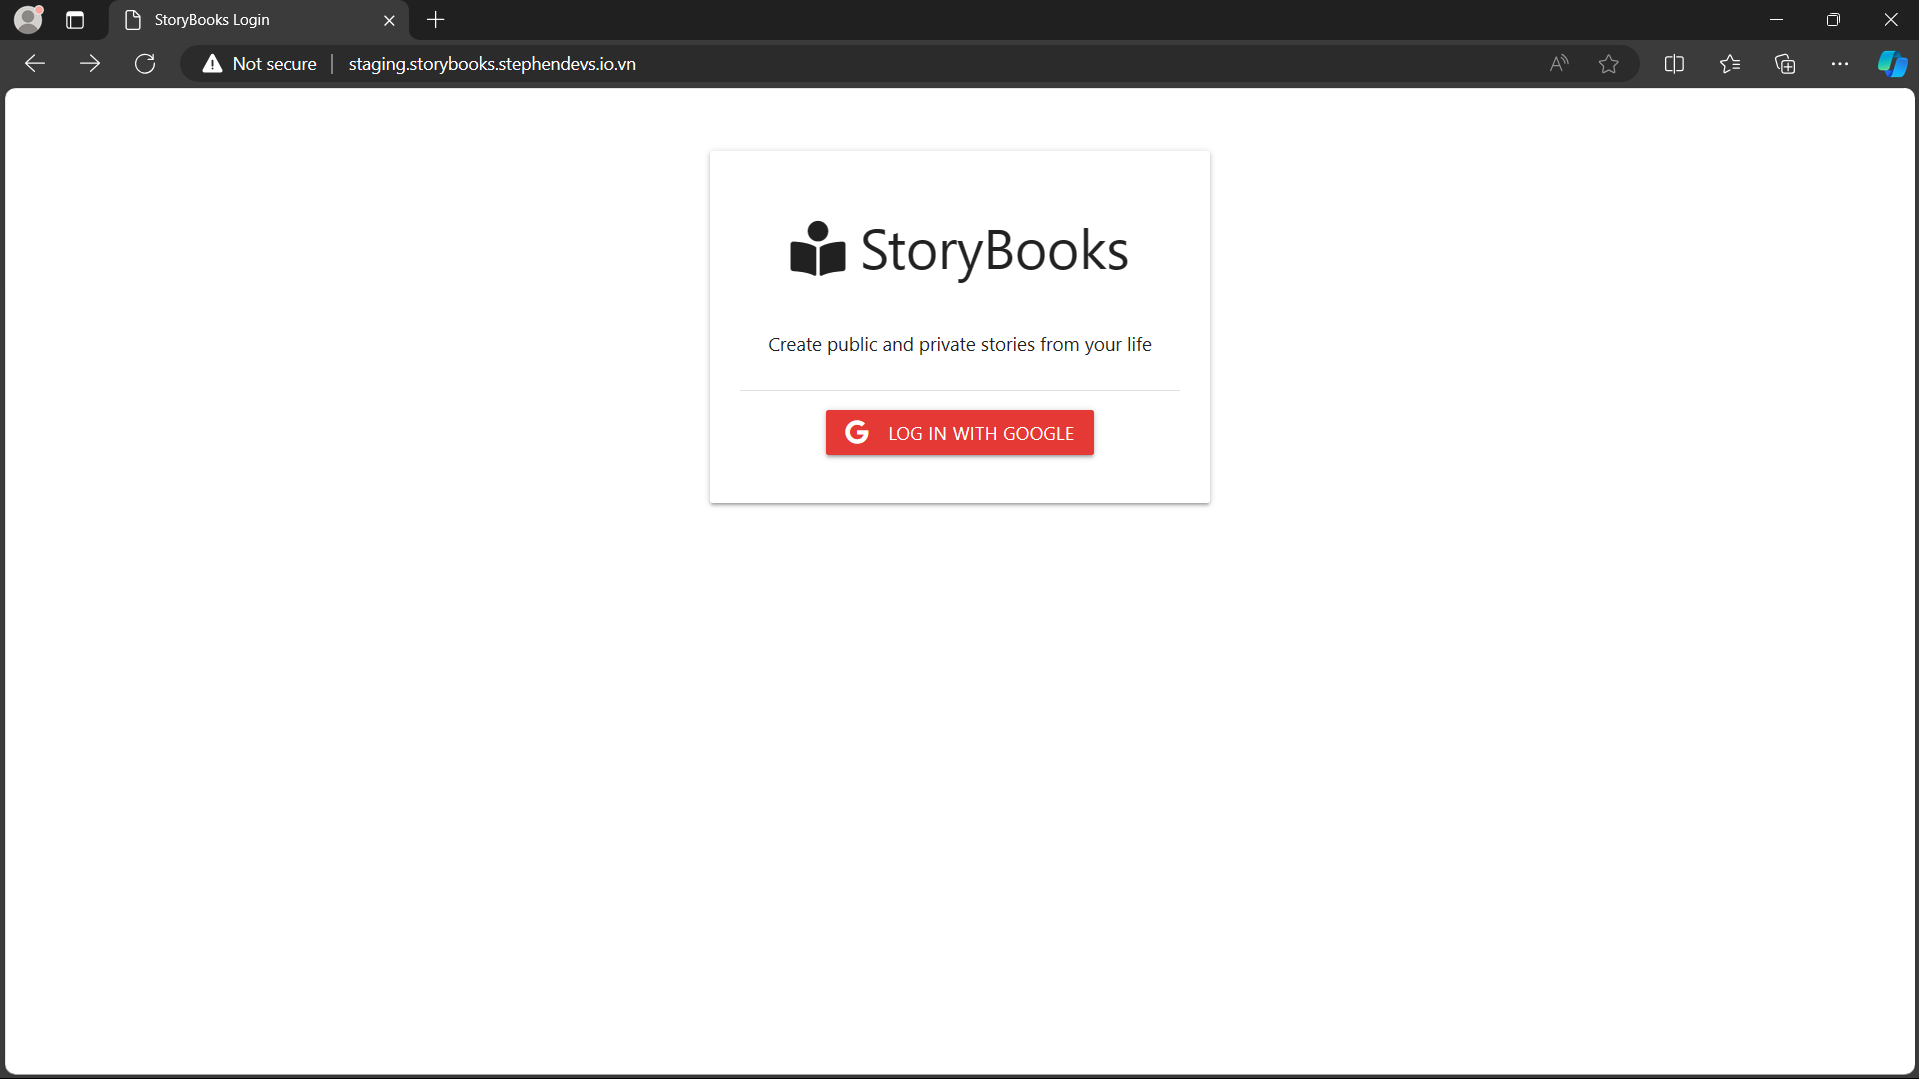 StoryBooks Login
Not secure
staging.storybooks.stephendevs.io.vn
StoryBooks
Create public and private stories from your life
LOG IN WITH GOOGLE